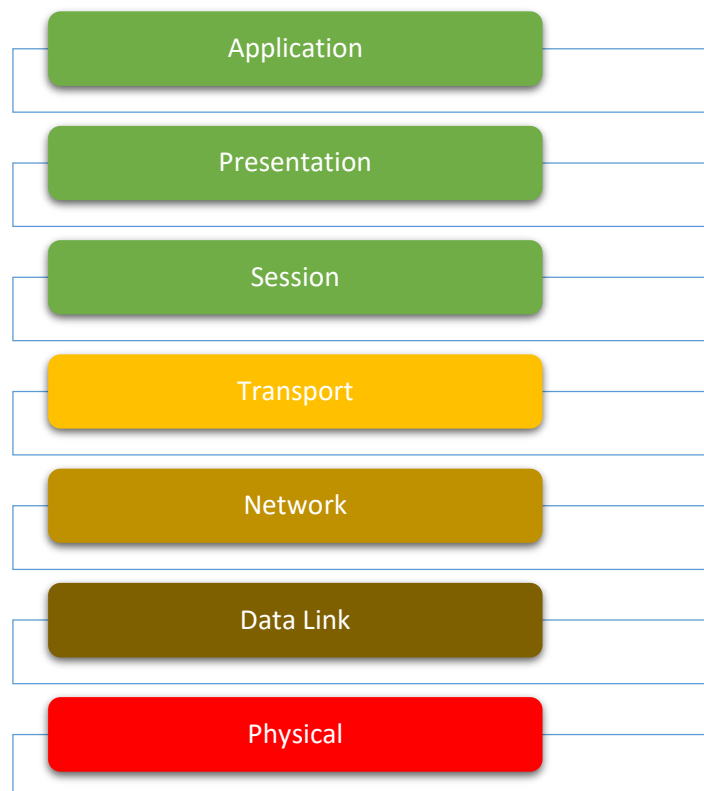 Application
Presentation
Session
Transport
Network
Data Link
Physical